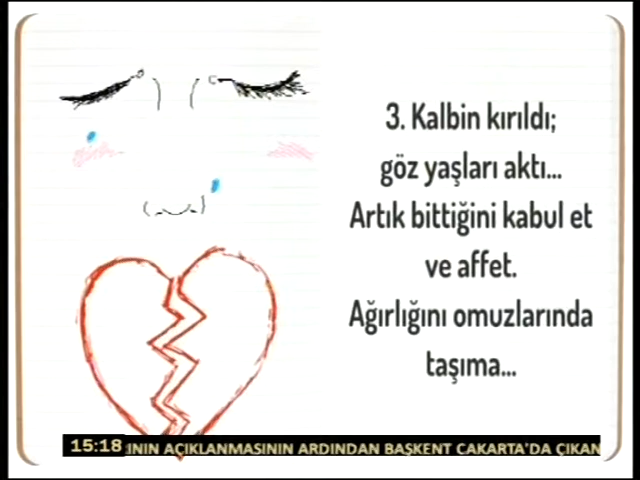 3. Kalbin kırıldı;
göz yaşları aktı...
Artık bittiğini kabul et
ve affet.
Ağırlığını omuzlarında
taşıma...
15:18 ININ AÇIKLANMASININ ARDINDAN BAŞKENT CAKARTA'DA ÇIKAN